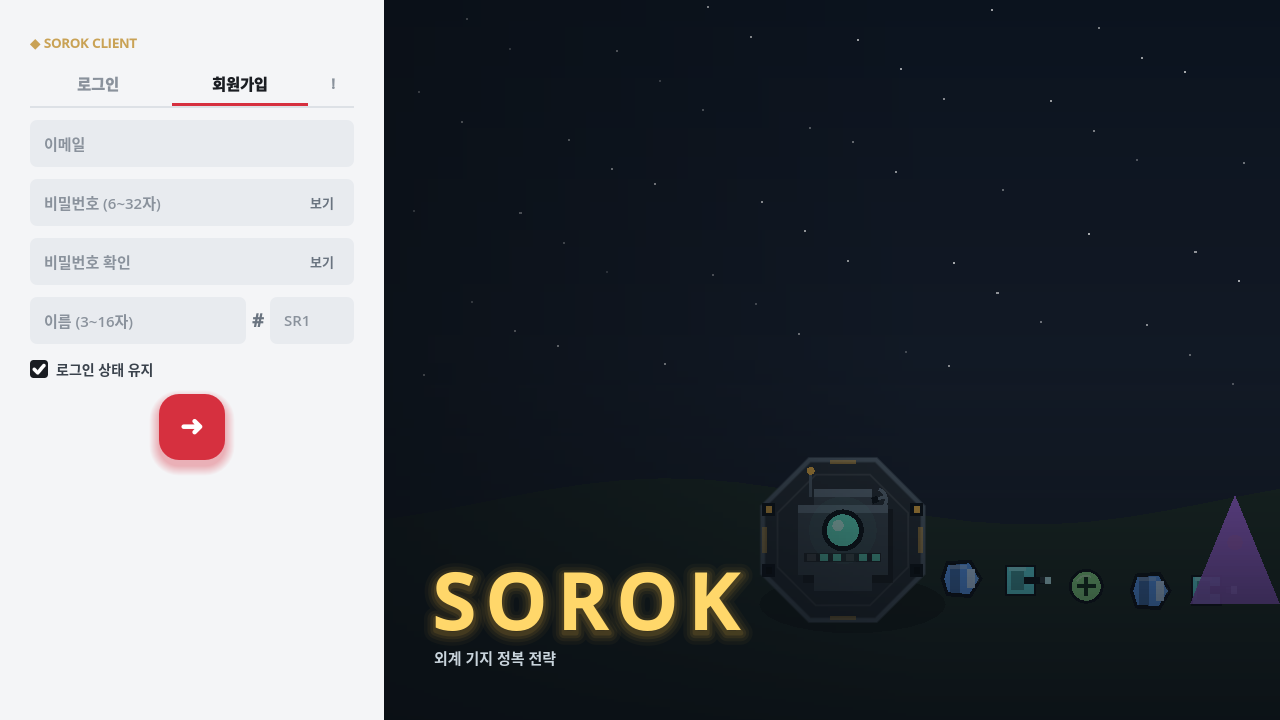 ◆ SOROK CLIENT
로그인 회원가입 !
이메일
비밀번호 (6~32자) 보기
비밀번호 확인 보기
이름 (3~16자) # SR1
로그인 상태 유지
SOROK
외계 기지 정복 전략